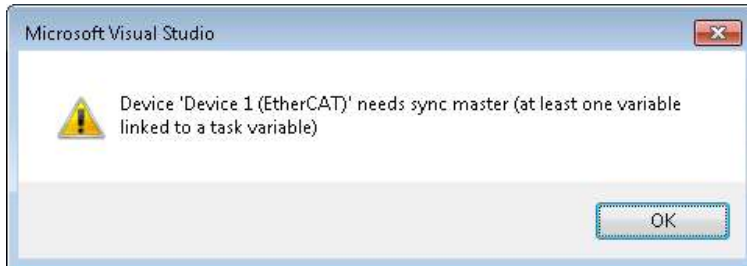 Microsoft Visual Studio
Device 'Device 1 (EtherCAT)' needs sync master (at least one variable
linked to a task variable)
OK